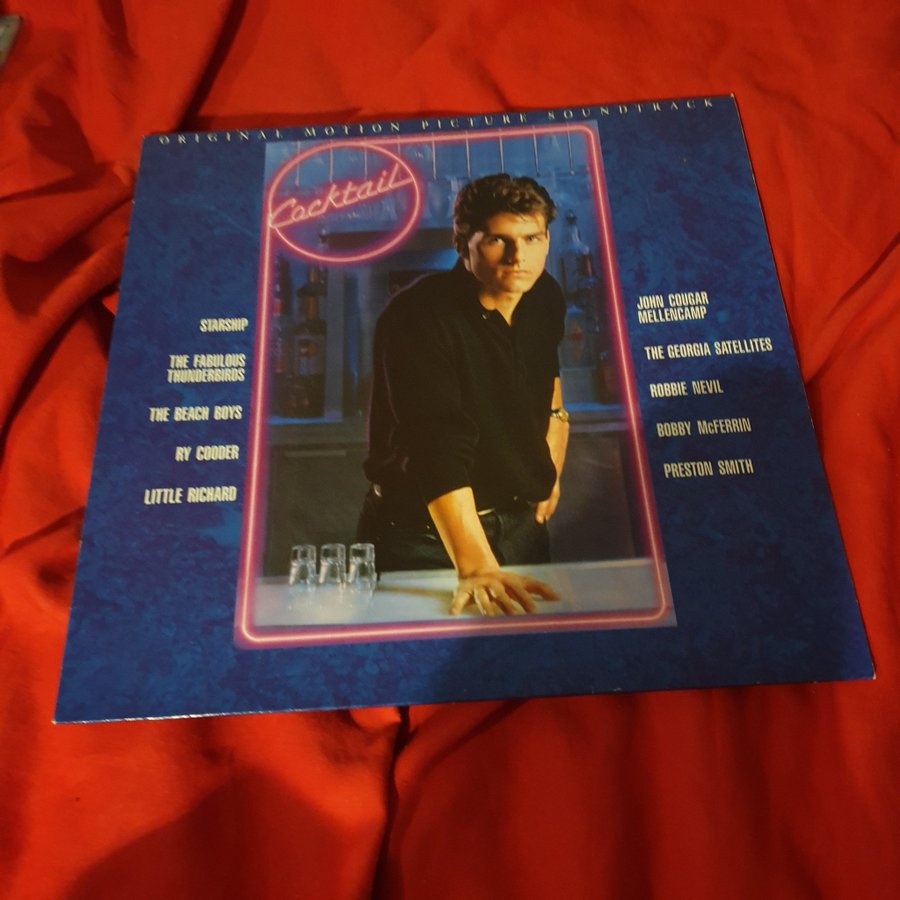 ORIGINAL MOTION PICTURE SOUNDTRACK
Cocktail
STARSHIP
THE FABULOUS
THUNDERBIRDS
THE BEACH BOYS
RY COODER
LITTLE RICHARD
JOHN COUGAR
MELLENCAMP
THE GEORGIA SATELLITES
ROBBIE NEVIL
BOBBY McFERRIN
PRESTON SMITH